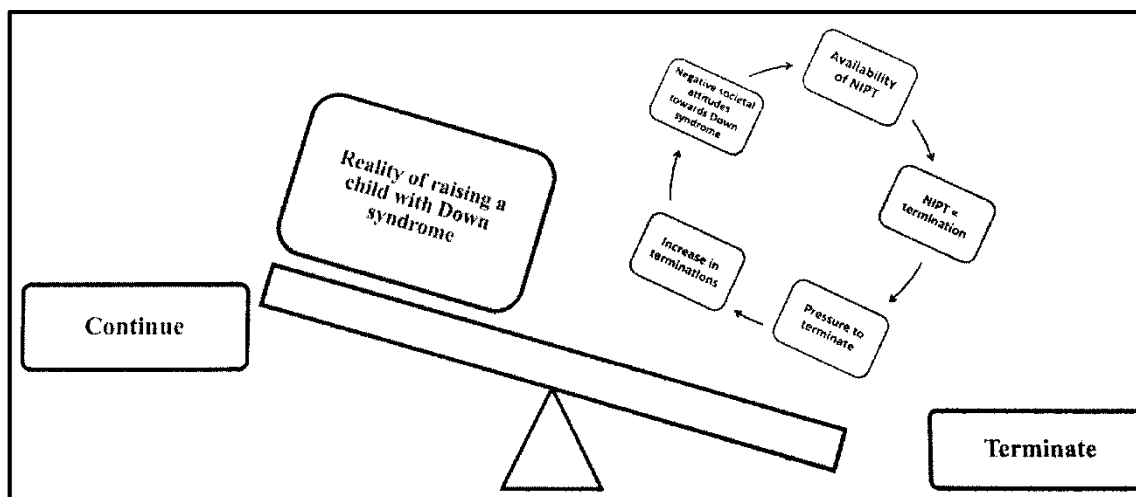 Availability
of NIPT
Negative societal
attitudes
towards Down
syndrome
Reality of raising a
child with Down
syndrome
NIPT =
termination
Increase in
terminations
Pressure to
terminate
Continue
Terminate